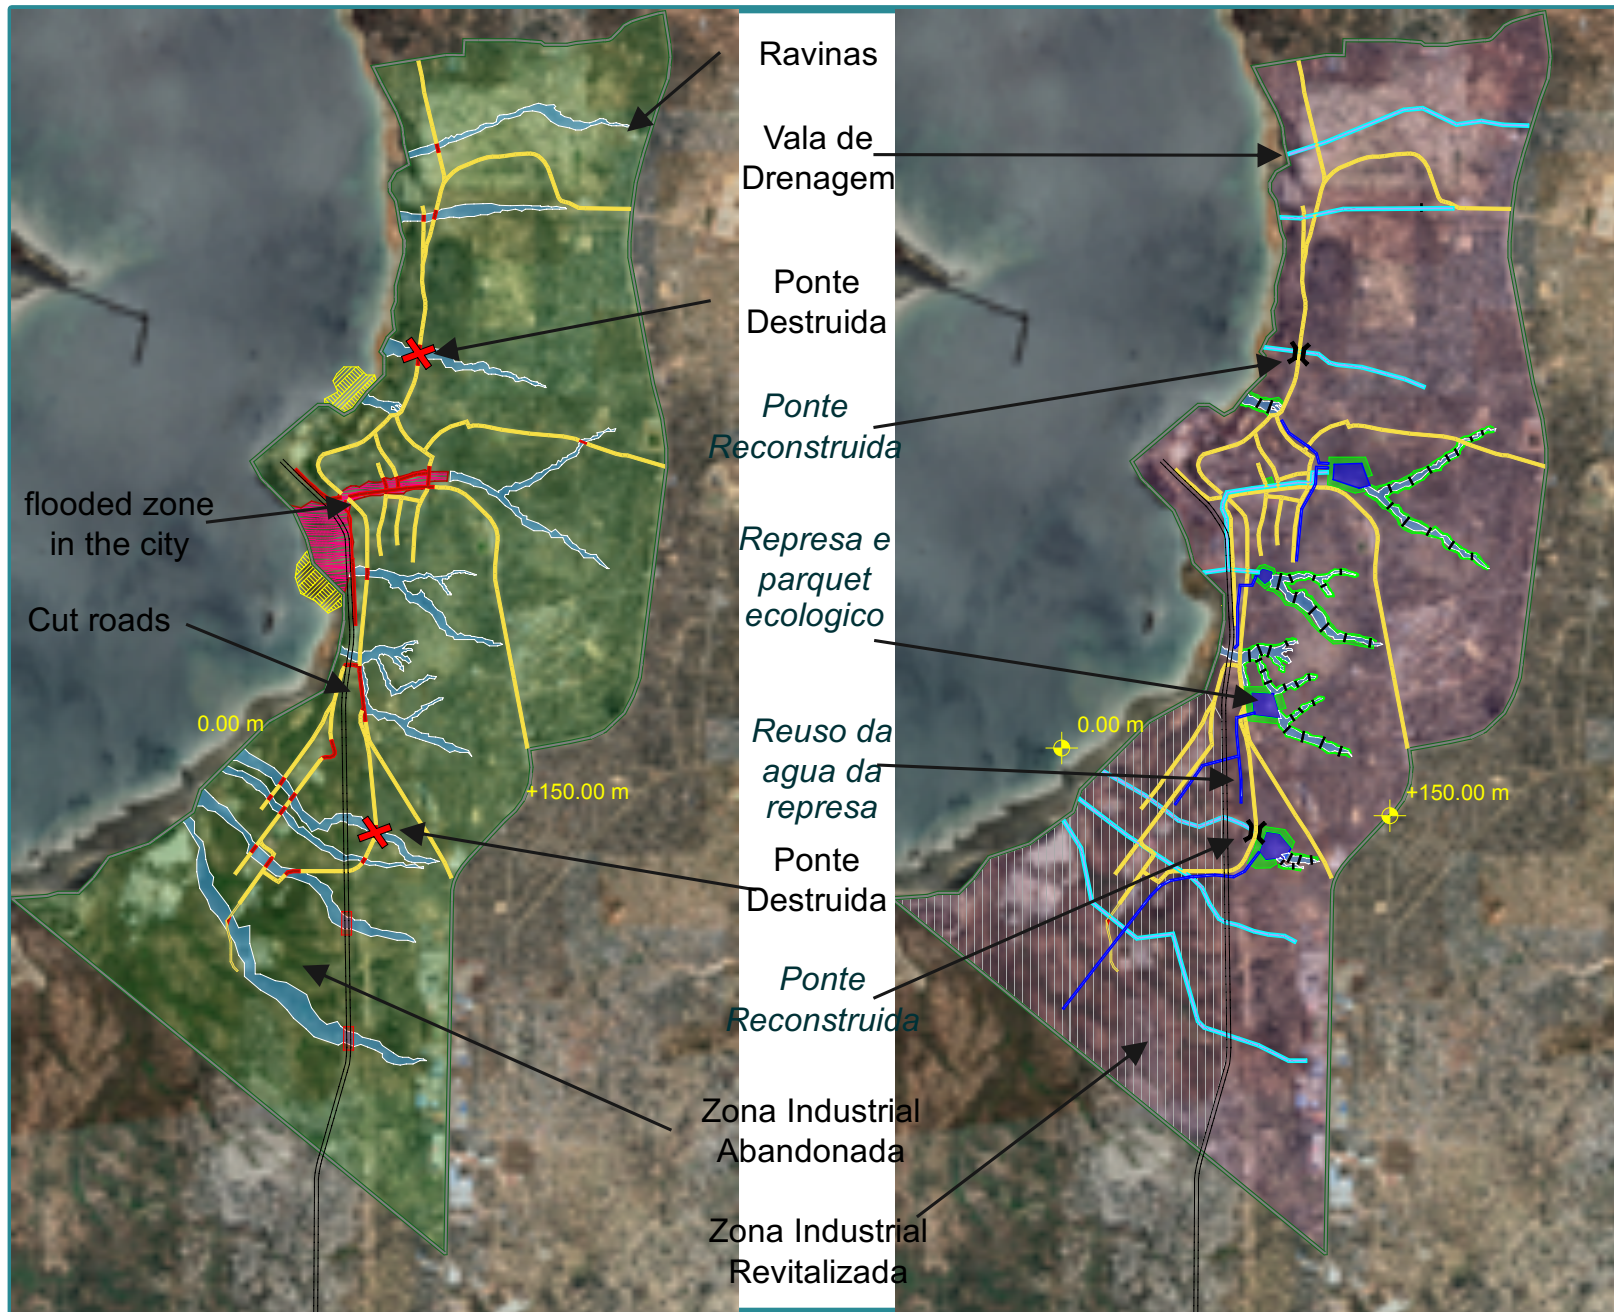 Ravinas
Vala de
Drenagem
Ponte
Destruida
Ponte
Reconstruida
flooded zone
in the city
Represa e
parquet
ecologico
Cut roads
0.00 m
0.00 m
Reuso da
agua da
represa
+150.00 m
+150.00 m
Ponte
Destruida
Ponte
Reconstruida
Zona Industrial
Abandonada
Zona Industrial
Revitalizada